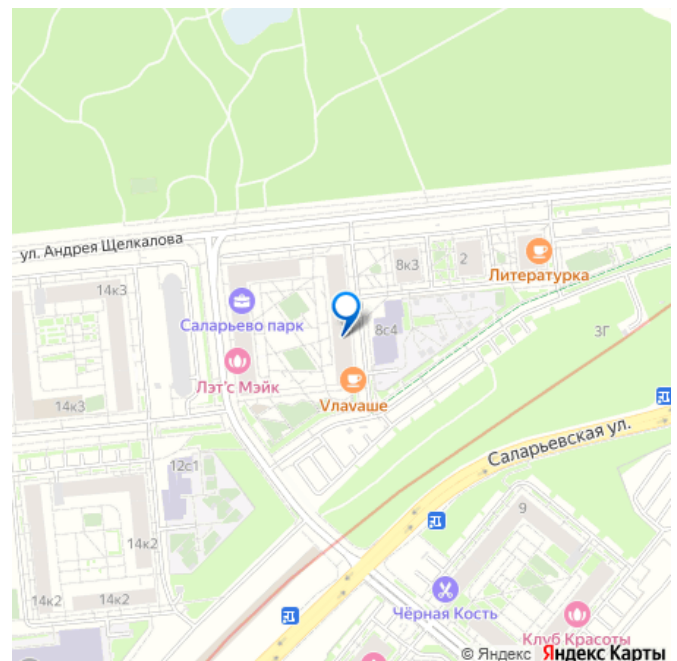 ул. Андрея Щелкалова
8к3
2
Литературка
14к3
Саларьево парк
8с4
3Г
Лэт'с Мэйк
Vлаvаше
14к3
Саларьевская ул.
12с1
9
14к2
14к2
14к2
Чёрная Кость
Клуб Красоты
© Яндекс Яндекс Карты